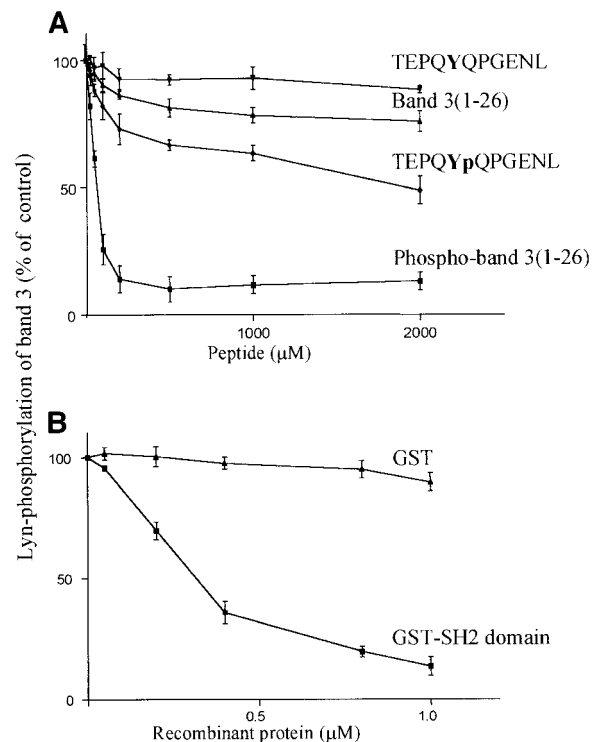 A
100
50
0
TEPQYQPGENL
Band 3(1-26)
TEPQYpQPGENL
Phospho-band 3(1-26)
1000
2000
Peptide (µM)
Lyn-phosphorylation of band 3 (% of control)
B
100
50
0
GST
GST-SH2 domain
0.5
1.0
Recombinant protein (µM)